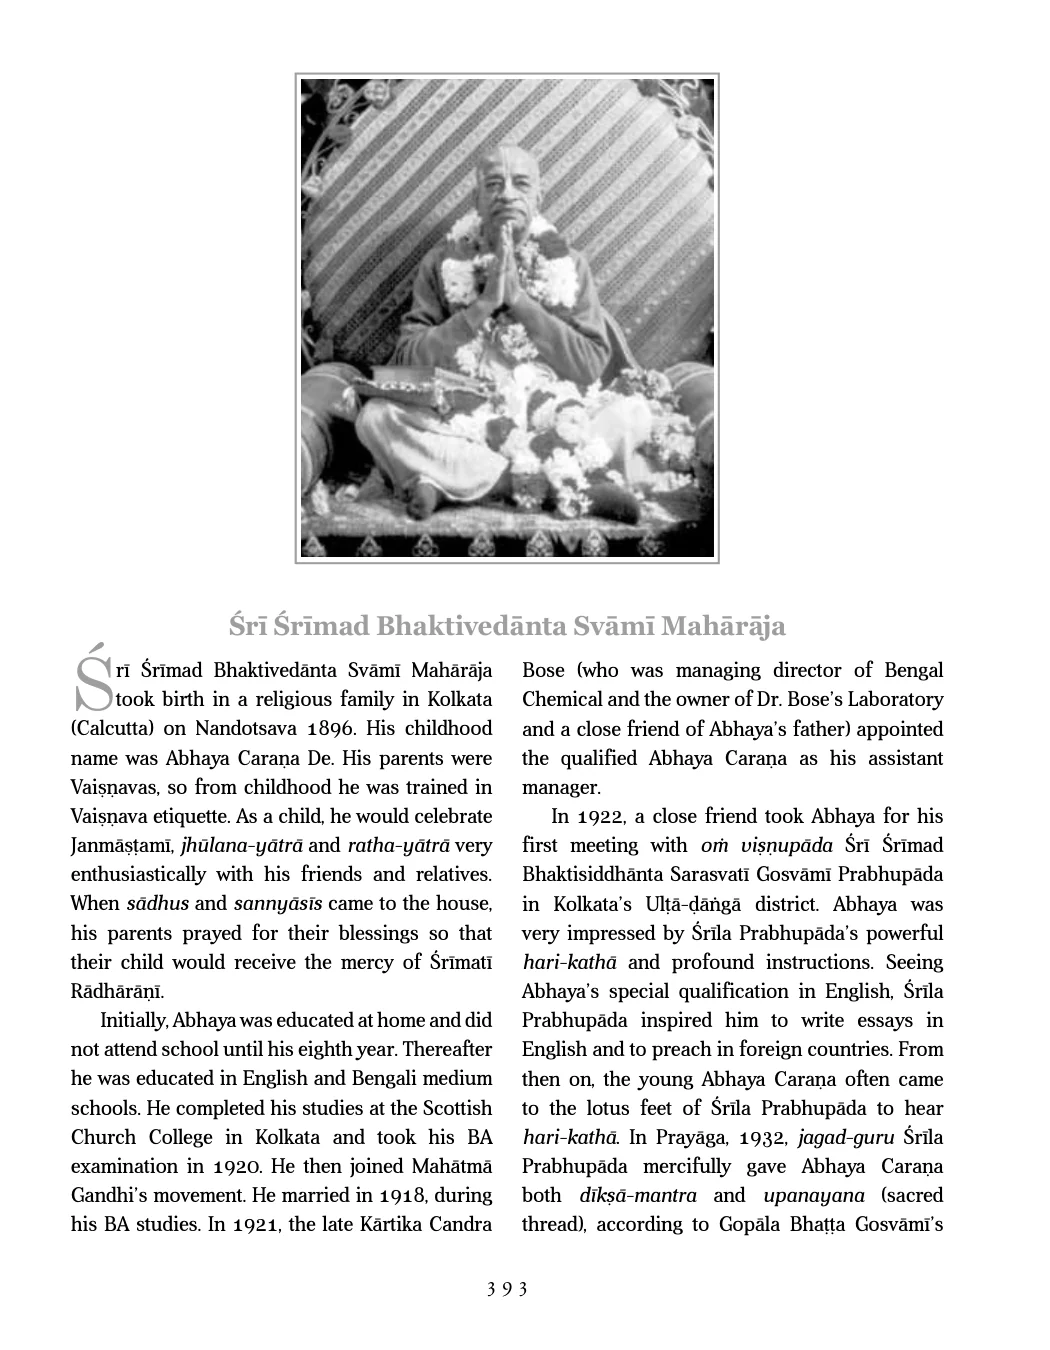 Śrī Śrīmad Bhaktivedānta Svāmī Mahārāja
Śrī Śrīmad Bhaktivedānta Svāmī Mahārāja
took birth in a religious family in Kolkata
(Calcutta) on Nandotsava 1896. His childhood
name was Abhaya Caraṇa De. His parents were
Vaiṣṇavas, so from childhood he was trained in
Vaiṣṇava etiquette. As a child, he would celebrate
Janmāṣṭamī, jhūlana-yātrā and ratha-yātrā very
enthusiastically with his friends and relatives.
When sādhus and sannyāsīs came to the house,
his parents prayed for their blessings so that
their child would receive the mercy of Śrīmatī
Rādhārāṇī.
Initially, Abhaya was educated at home and did
not attend school until his eighth year. Thereafter
he was educated in English and Bengali medium
schools. He completed his studies at the Scottish
Church College in Kolkata and took his BA
examination in 1920. He then joined Mahātmā
Gandhi’s movement. He married in 1918, during
his BA studies. In 1921, the late Kārtika Candra
Bose (who was managing director of Bengal
Chemical and the owner of Dr. Bose’s Laboratory
and a close friend of Abhaya’s father) appointed
the qualified Abhaya Caraṇa as his assistant
manager.
In 1922, a close friend took Abhaya for his
first meeting with oṁ viṣṇupāda Śrī Śrīmad
Bhaktisiddhānta Sarasvatī Gosvāmī Prabhupāda
in Kolkata’s Ulṭā-ḍāṅgā district. Abhaya was
very impressed by Śrīla Prabhupāda’s powerful
hari-kathā and profound instructions. Seeing
Abhaya’s special qualification in English, Śrīla
Prabhupāda inspired him to write essays in
English and to preach in foreign countries. From
then on, the young Abhaya Caraṇa often came
to the lotus feet of Śrīla Prabhupāda to hear
hari-kathā. In Prayāga, 1932, jagad-guru Śrīla
Prabhupāda mercifully gave Abhaya Caraṇa
both dīkṣā-mantra and upanayana (sacred
thread), according to Gopāla Bhaṭṭa Gosvāmī’s
393